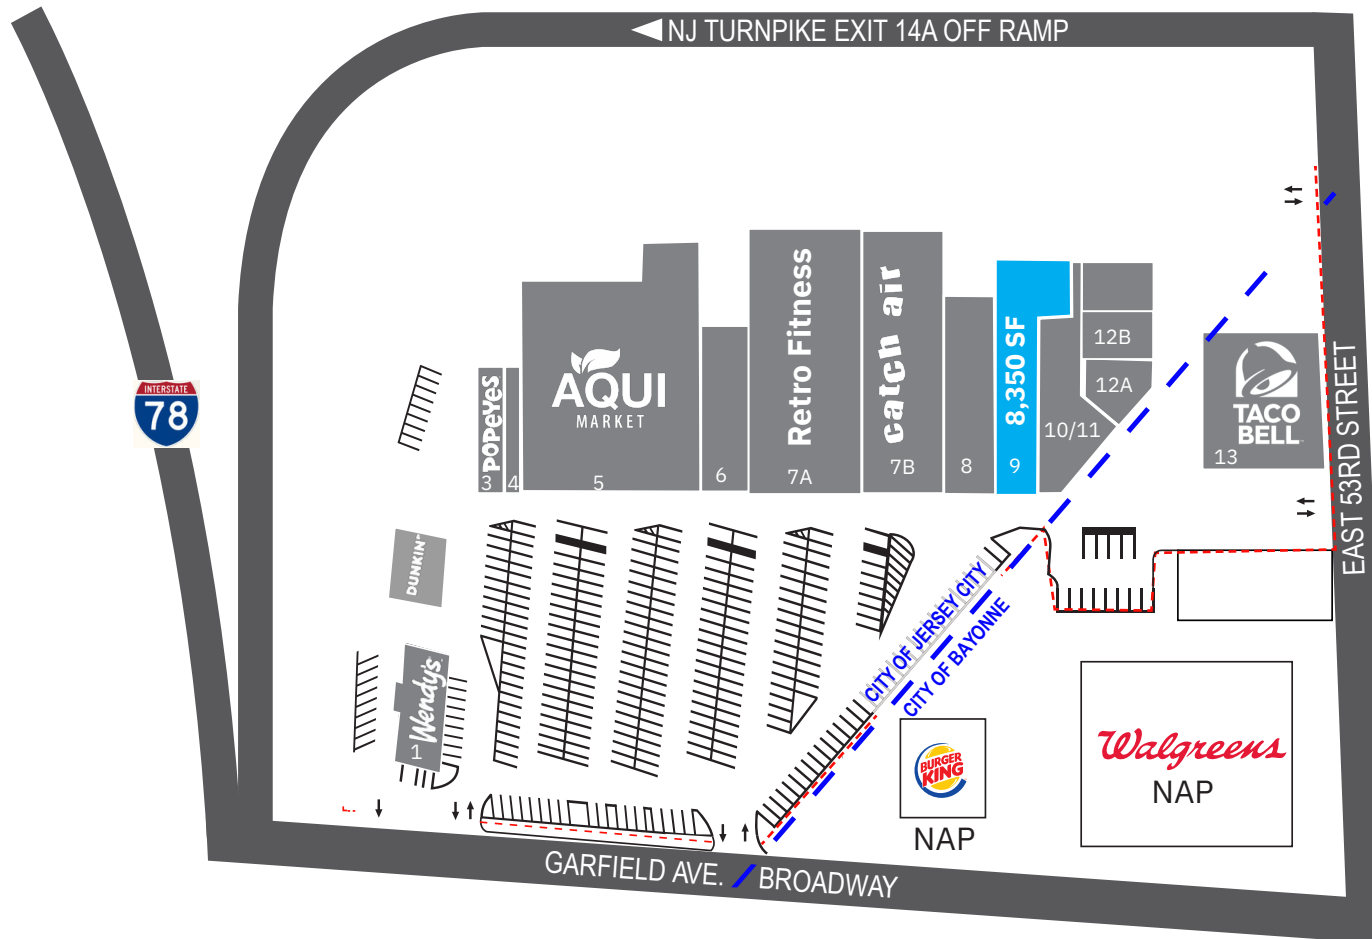 NJ TURNPIKE EXIT 14A OFF RAMP
INTERSTATE
78
EAST 53RD STREET
POPEYES
3
4
AQUI
MARKET
5
6
Retro Fitness
7A
catch air
7B
8
8,350 SF
9
10/11
12B
12A
TACO
BELL
13
DUNKIN'
Wendy's
1
CITY OF JERSEY CITY
CITY OF BAYONNE
BURGER
KING
NAP
Walgreens
NAP
GARFIELD AVE. / BROADWAY